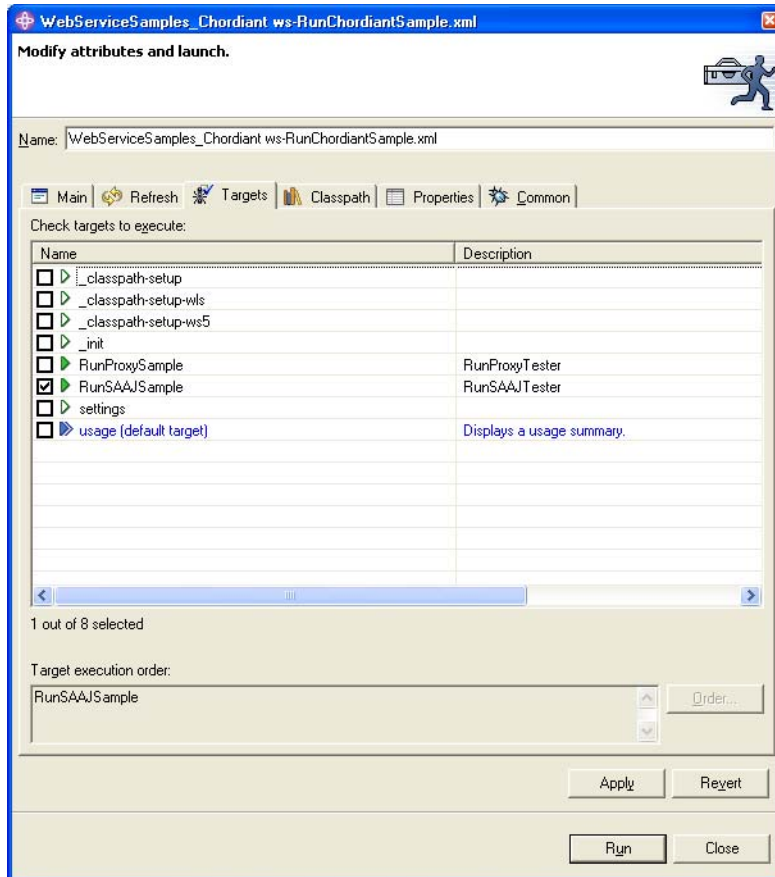 WebServiceSamples_Chordiant ws-RunChordiantSample.xml
Modify attributes and launch.
Name: WebServiceSamples_Chordiant ws-RunChordiantSample.xml
Main Refresh Targets Classpath Properties Common
Check targets to execute:
Name Description
_classpath-setup
_classpath-setup-wls
_classpath-setup-ws5
_init
RunProxySample RunProxyTester
RunSAAJSample RunSAAJTester
settings
usage (default target) Displays a usage summary.
1 out of 8 selected
Target execution order:
RunSAAJSample Order...
Apply Revert
Run Close